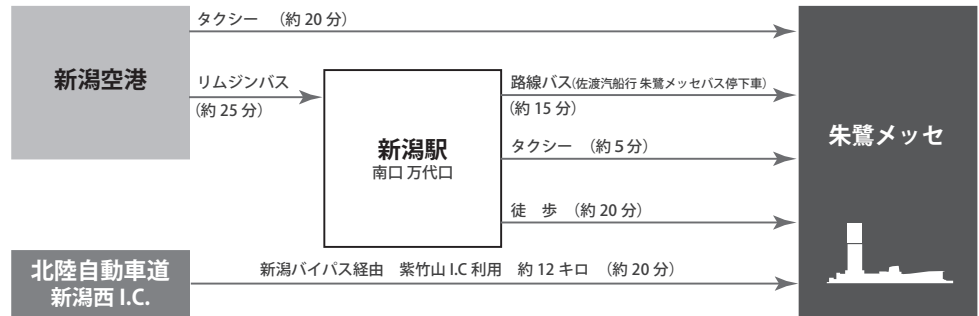 タクシー （約 20 分）
新潟空港
リムジンバス
（約 25 分）
新潟駅
南口 万代口
路線バス(佐渡汽船行 朱鷺メッセバス停下車)
（約 15 分）
タクシー （約 5 分）
徒 歩 （約 20 分）
朱鷺メッセ
北陸自動車道
新潟西 I.C.
新潟バイパス経由 紫竹山 I.C 利用 約 12 キロ （約 20 分）